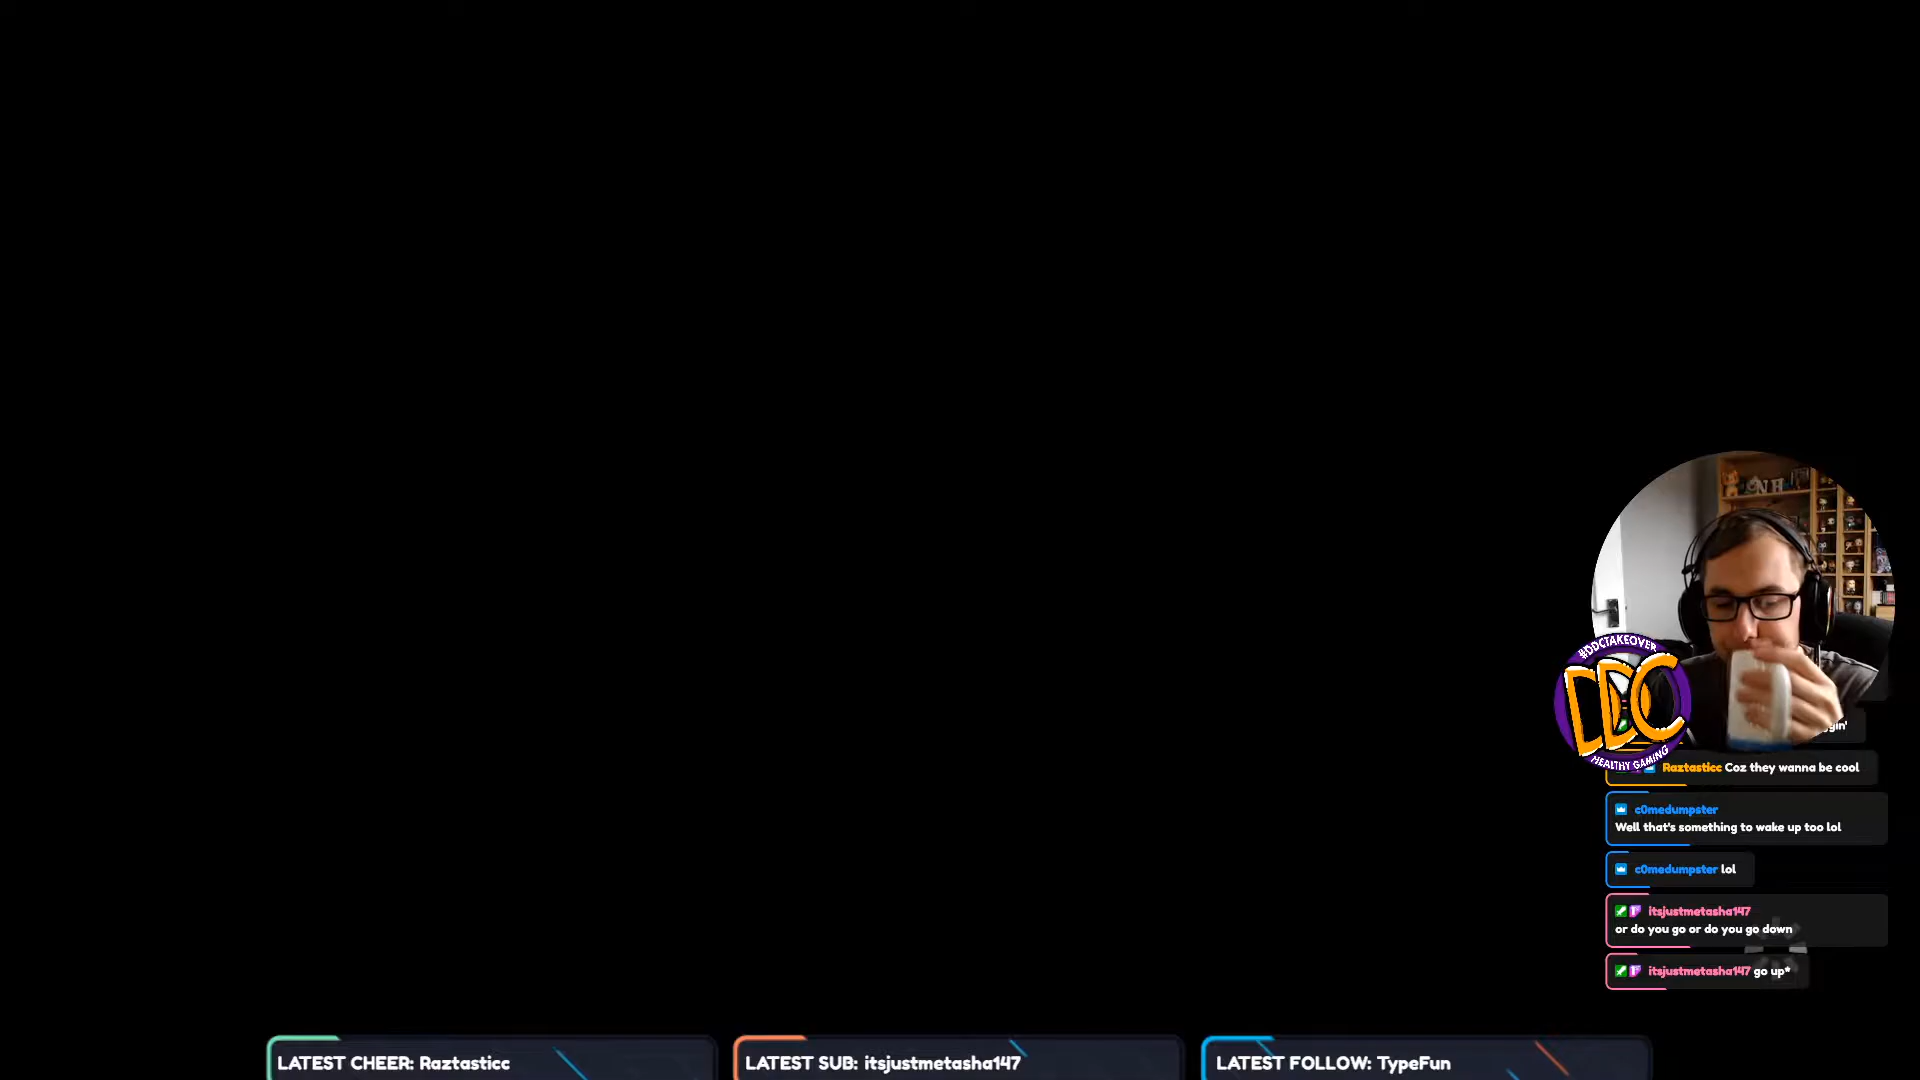 NH
#DDCTAKEOVER
DDC
HEALTHY GAMING
Raztasticc Coz they wanna be cool
c0medumpster
Well that's something to wake up too lol
c0medumpster lol
itsjustmetasha147
or do you go or do you go down
itsjustmetasha147 go up*
LATEST CHEER: Raztasticc
LATEST SUB: itsjustmetasha147
LATEST FOLLOW: TypeFun